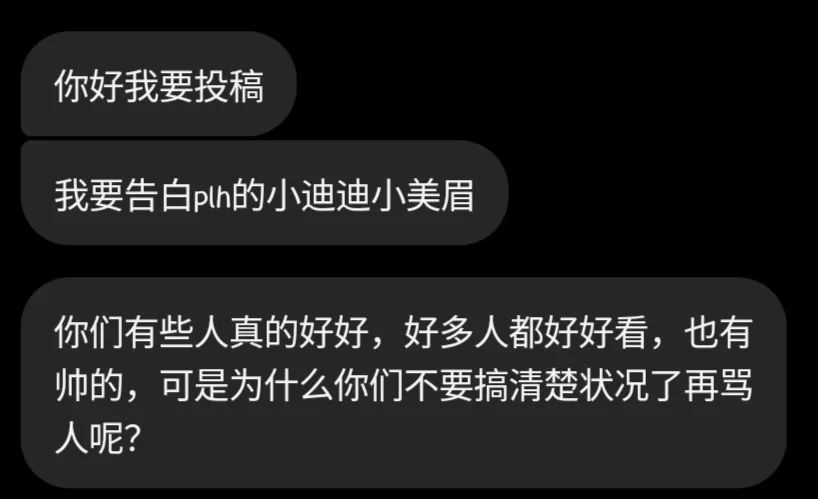 你好我要投稿
我要告白plh的小迪迪小美眉
你们有些人真的好好，好多人都好好看，也有
帅的，可是为什么你们不要搞清楚状况了再骂
人呢？